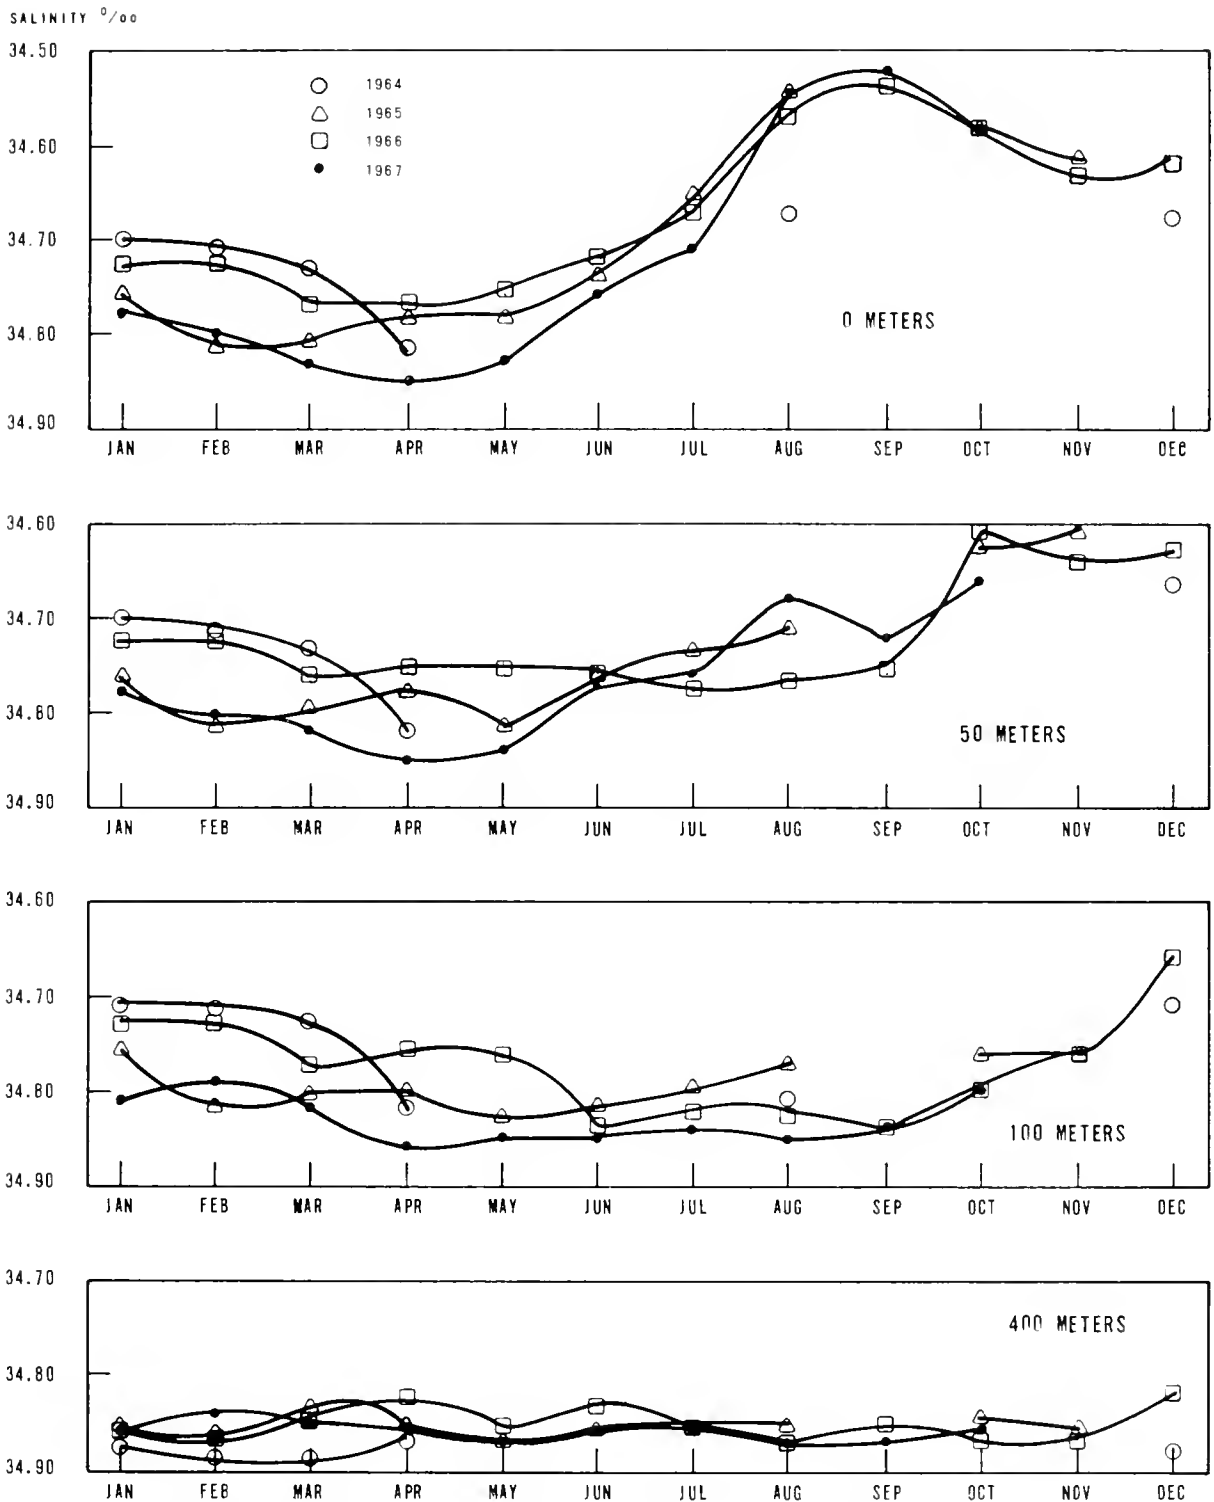 SALINITY 0/00
34.50
1964
1965
34.60
1966
1967
34.70
0 METERS
34.80
34.90
JAN FEB MAR APR MAY JUN JUL AUG SEP OCT NOV DEC
34.60
34.70
50 METERS
34.80
34.90
JAN FEB MAR APR MAY JUN JUL AUG SEP OCT NOV DEC
34.60
34.70
34.80
100 METERS
34.90
JAN FEB MAR APR MAY JUN JUL AUG SEP OCT NOV DEC
34.70
400 METERS
34.80
34.90
JAN FEB MAR APR MAY JUN JUL AUG SEP OCT NOV DEC